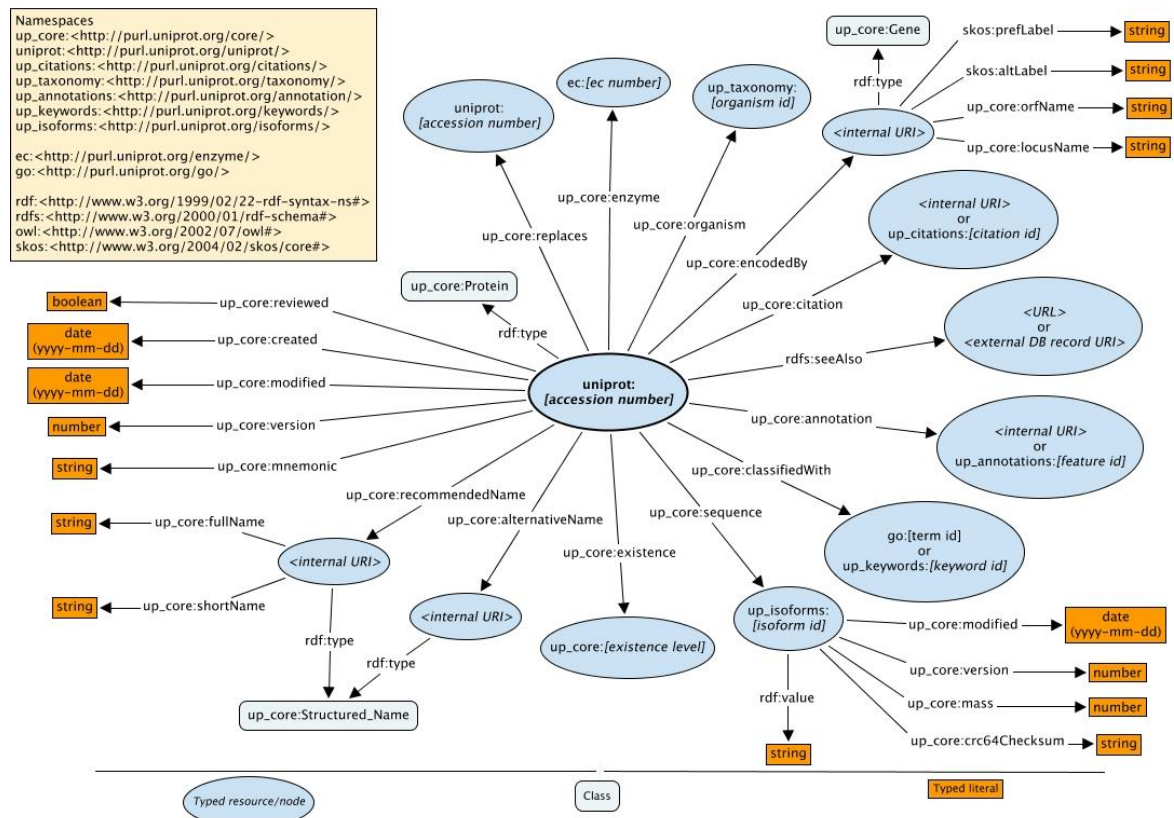 Namespaces
up_core:<http://purl.uniprot.org/core/>
uniprot:<http://purl.uniprot.org/uniprot/>
up_citations:<http://purl.uniprot.org/citations/>
up_taxonomy:<http://purl.uniprot.org/taxonomy/>
up_annotations:<http://purl.uniprot.org/annotation/>
up_keywords:<http://purl.uniprot.org/keywords/>
up_isoforms:<http://purl.uniprot.org/isoforms/>
ec:<http://purl.uniprot.org/enzyme/>
go:<http://purl.uniprot.org/go/>
rdf:<http://www.w3.org/1999/02/22-rdf-syntax-ns#>
rdfs:<http://www.w3.org/2000/01/rdf-schema#>
owl:<http://www.w3.org/2002/07/owl#>
skos:<http://www.w3.org/2004/02/skos/core#>
uniprot:
[accession number]
ec:[ec number]
up_taxonomy:
[organism id]
up_core:Gene
rdf:type
<internal URI>
skos:prefLabel
string
skos:altLabel
string
up_core:orfName
string
up_core:locusName
string
up_core:replaces
up_core:enzyme
up_core:organism
up_core:encodedBy
<internal URI>
or
up_citations:[citation id]
up_core:citation
up_core:Protein
rdf:type
<URL>
or
<external DB record URI>
rdfs:seeAlso
boolean
up_core:reviewed
date
(yyyy-mm-dd)
up_core:created
date
(yyyy-mm-dd)
up_core:modified
number
up_core:version
string
up_core:mnemonic
uniprot:
[accession number]
up_core:annotation
<internal URI>
or
up_annotations:[feature id]
up_core:classifiedWith
go:[term id]
or
up_keywords:[keyword id]
up_core:recommendedName
up_core:alternativeName
up_core:existence
up_core:sequence
string
up_core:fullName
<internal URI>
string
up_core:shortName
rdf:type
<internal URI>
rdf:type
up_core:Structured_Name
up_core:[existence level]
up_isoforms:
[isoform id]
up_core:modified
date
(yyyy-mm-dd)
up_core:version
number
up_core:mass
number
up_core:crc64Checksum
string
rdf:value
string
Typed resource/node
Class
Typed literal